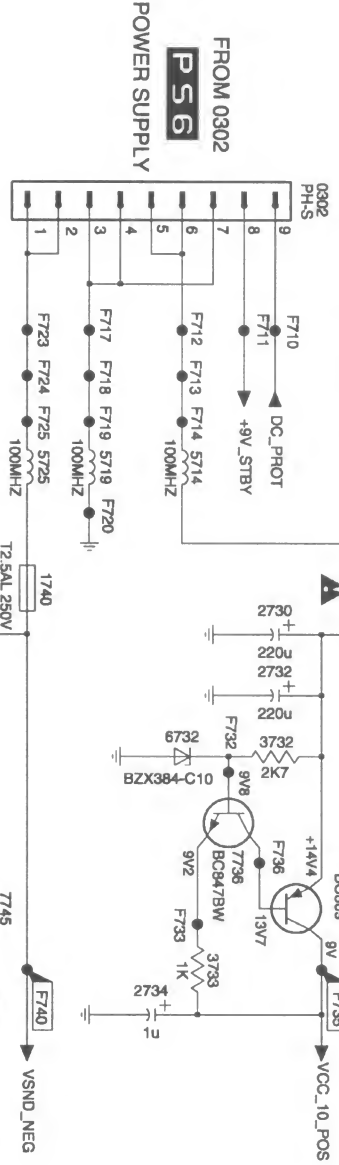 FROM 0302
PS6
POWER SUPPLY
0302
PH-S
9
8
7
6
5
4
3
2
1
F710
F711
DC_PROT
+9V_STBY
F712
F713
F714
5714
100MHZ
F717
F718
F719
5719
100MHZ
F720
F723
F724
F725
5725
100MHZ
1740
T2.5AL 250V
2730
220u
2732
220u
6732
BZX384-C10
F732
3732
2K7
9V8
7736
BC847BW
9V2
F736
13V7
+14V4
9V
F733
3733
1K
2734
1u
VCC_10_POS
7745
F740
VSND_NEG